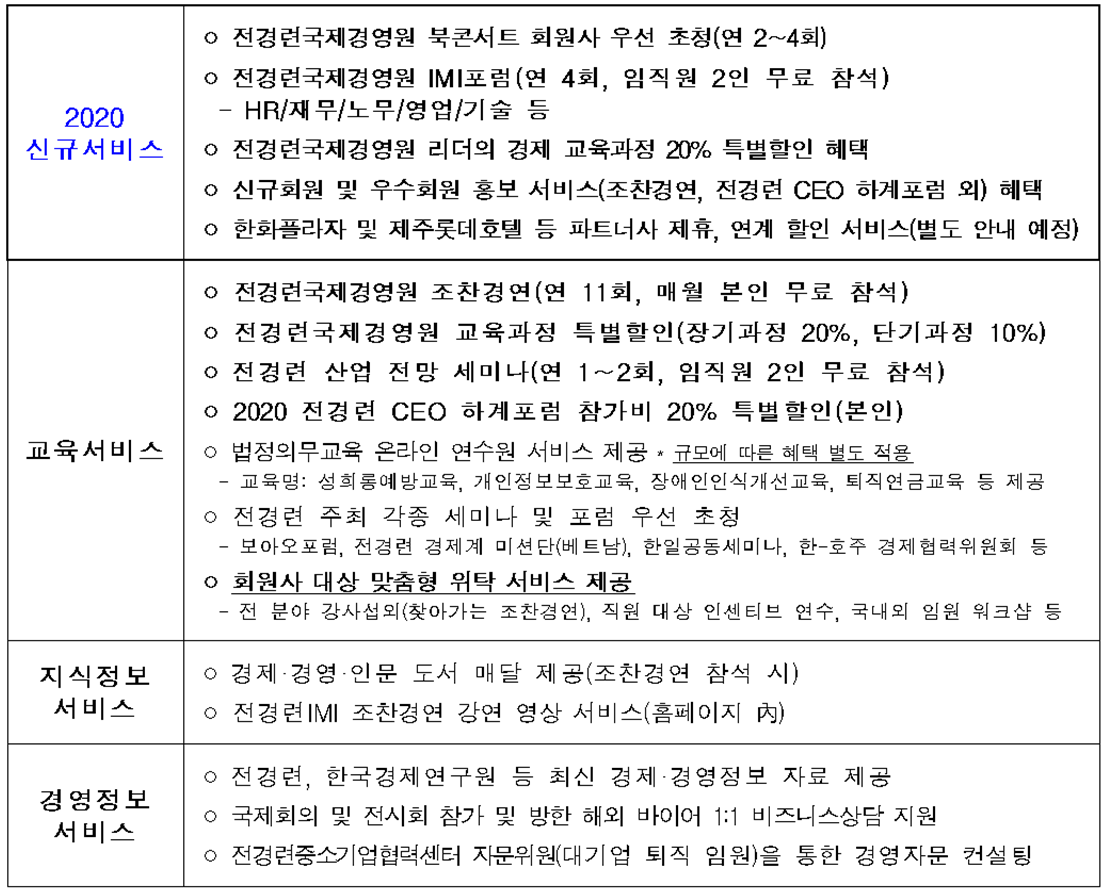 2020
신규서비스
○ 전경련국제경영원 북콘서트 회원사 우선 초청(연 2~4회)
○ 전경련국제경영원 IMI포럼(연 4회, 임직원 2인 무료 참석)
- HR/재무/노무/영업/기술 등
○ 전경련국제경영원 리더의 경제 교육과정 20% 특별할인 혜택
○ 신규회원 및 우수회원 홍보 서비스(조찬경연, 전경련 CEO 하계포럼 외) 혜택
○ 한화플라자 및 제주롯데호텔 등 파트너사 제휴, 연계 할인 서비스(별도 안내 예정)
교육서비스
○ 전경련국제경영원 조찬경연(연 11회, 매월 본인 무료 참석)
○ 전경련국제경영원 교육과정 특별할인(장기과정 20%, 단기과정 10%)
○ 전경련 산업 전망 세미나(연 1~2회, 임직원 2인 무료 참석)
○ 2020 전경련 CEO 하계포럼 참가비 20% 특별할인(본인)
○ 법정의무교육 온라인 연수원 서비스 제공 * 규모에 따른 혜택 별도 적용
- 교육명: 성희롱예방교육, 개인정보보호교육, 장애인인식개선교육, 퇴직연금교육 등 제공
○ 전경련 주최 각종 세미나 및 포럼 우선 초청
- 보아오포럼, 전경련 경제계 미션단(베트남), 한일공동세미나, 한-호주 경제협력위원회 등
○ 회원사 대상 맞춤형 위탁 서비스 제공
- 전 분야 강사섭외(찾아가는 조찬경연), 직원 대상 인센티브 연수, 국내외 임원 워크샵 등
지식정보
서비스
○ 경제·경영·인문 도서 매달 제공(조찬경연 참석 시)
○ 전경련IMI 조찬경연 강연 영상 서비스(홈페이지 內)
경영정보
서비스
○ 전경련, 한국경제연구원 등 최신 경제·경영정보 자료 제공
○ 국제회의 및 전시회 참가 및 방한 해외 바이어 1:1 비즈니스상담 지원
○ 전경련중소기업협력센터 자문위원(대기업 퇴직 임원)을 통한 경영자문 컨설팅